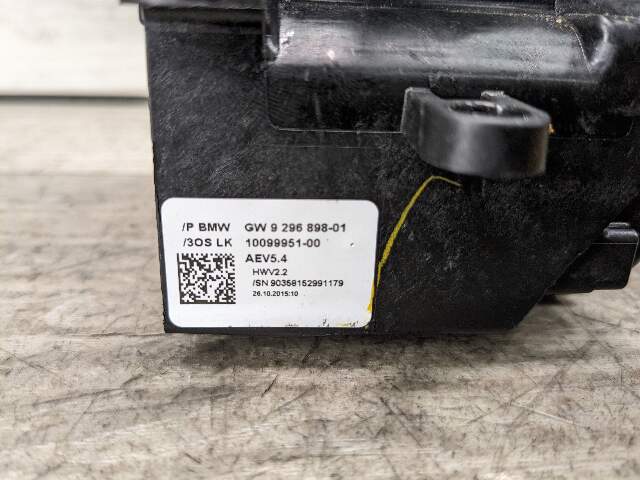 /P BMW GW 9 296 898-01
/3OS LK 10099951-00
AEV5.4
HWV2.2
/SN 90358152991179
26.10.2015:10